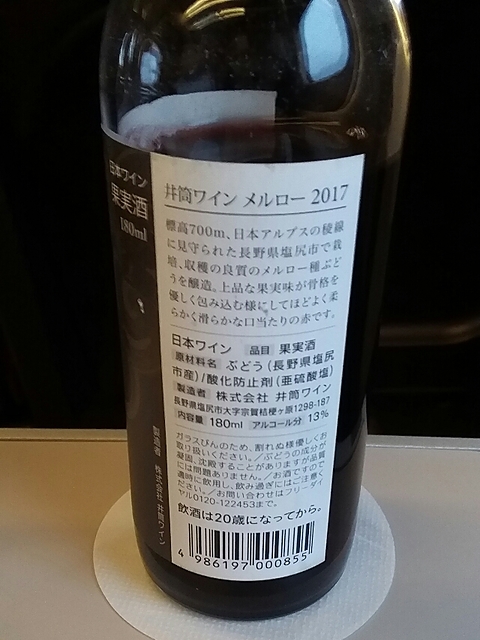 日本ワイン
果実酒
180ml
製造者 株式会社 井筒ワイン
井筒ワイン メルロー 2017
標高700m、日本アルプスの稜線
に見守られた長野県塩尻市で栽
培、収穫の良質のメルロー種ぶど
うを醸造。上品な果実味が骨格を
優しく包み込む様にしてほどよく柔
らかく滑らかな口当たりの赤です。
日本ワイン 品目 果実酒
原材料名 ぶどう(長野県塩尻
市産)/酸化防止剤(亜硫酸塩)
製造者 株式会社 井筒ワイン
長野県塩尻市大字宗賀桔梗ヶ原1298-187
内容量 180ml アルコール分 13%
ガラスびんのため、割れぬ様優しくお
取り扱いください。/ぶどうの成分が
凝固、沈殿することがありますが品質
には問題ありません。/お酒ですので
適時に飲用し、飲み過ぎにはご注意く
ださい。/お問い合わせはフリーダイ
ヤル0120-122453まで。
飲酒は20歳になってから。
4 986197 000855